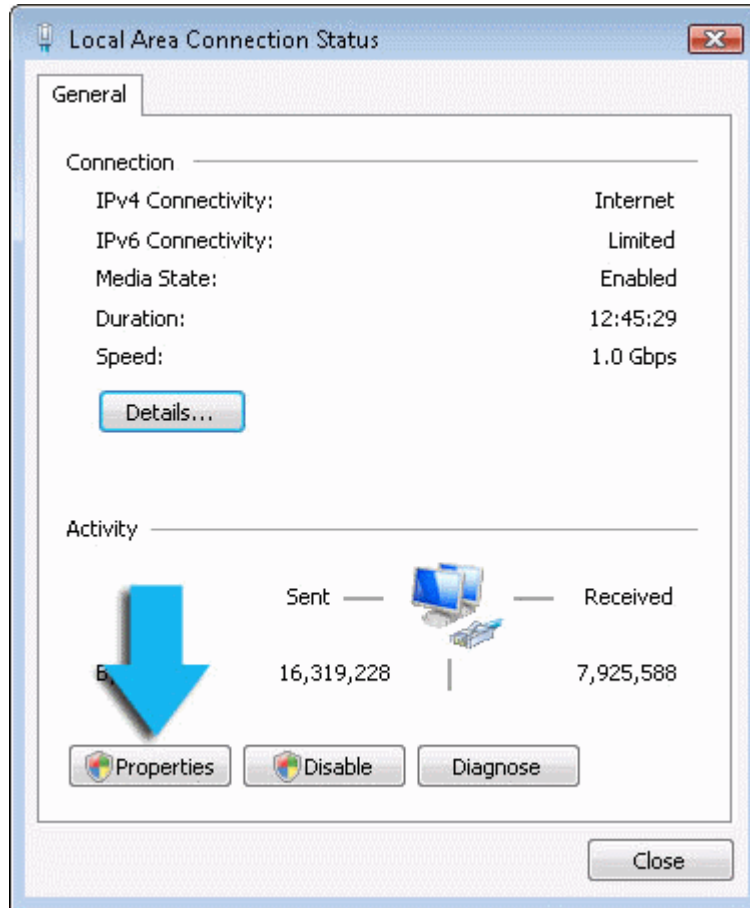 Local Area Connection Status
General
Connection
IPv4 Connectivity: Internet
IPv6 Connectivity: Limited
Media State: Enabled
Duration: 12:45:29
Speed: 1.0 Gbps
Details...
Activity
Sent Received
16,319,228 7,925,588
Properties Disable Diagnose
Close